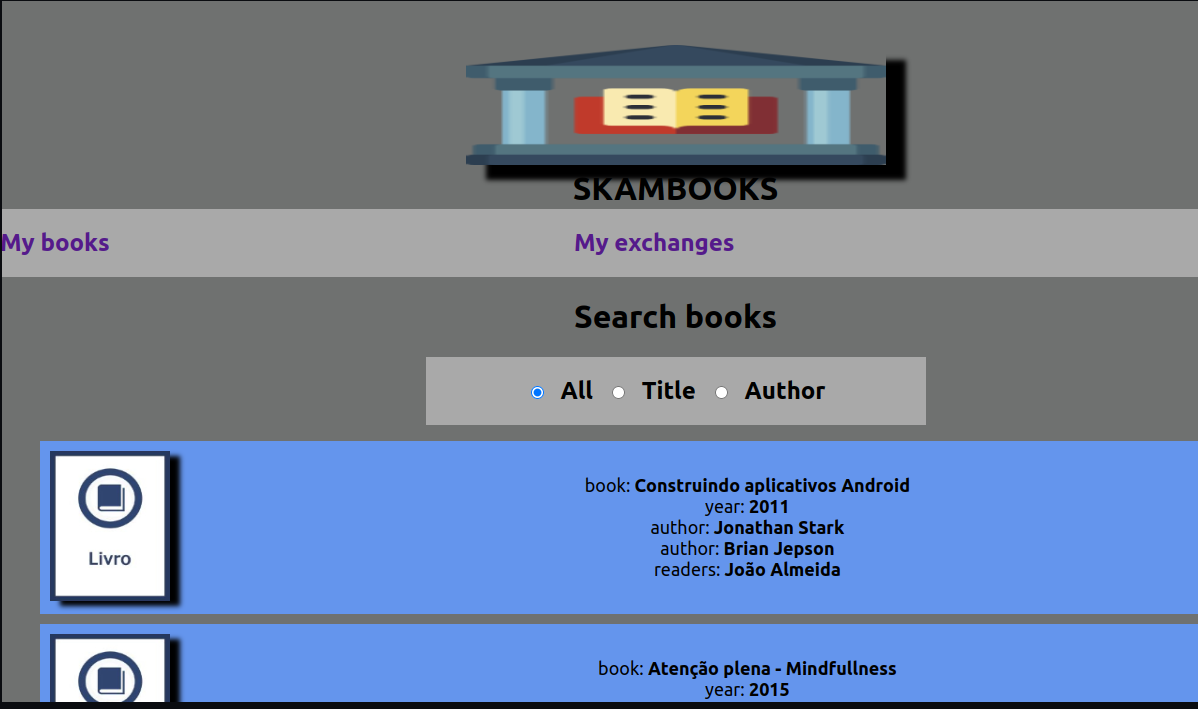 SKAMBOOKS
My books My exchanges
Search books
All Title Author
Livro
book: Construindo aplicativos Android
year: 2011
author: Jonathan Stark
author: Brian Jepson
readers: João Almeida
book: Atenção plena - Mindfullness
year: 2015